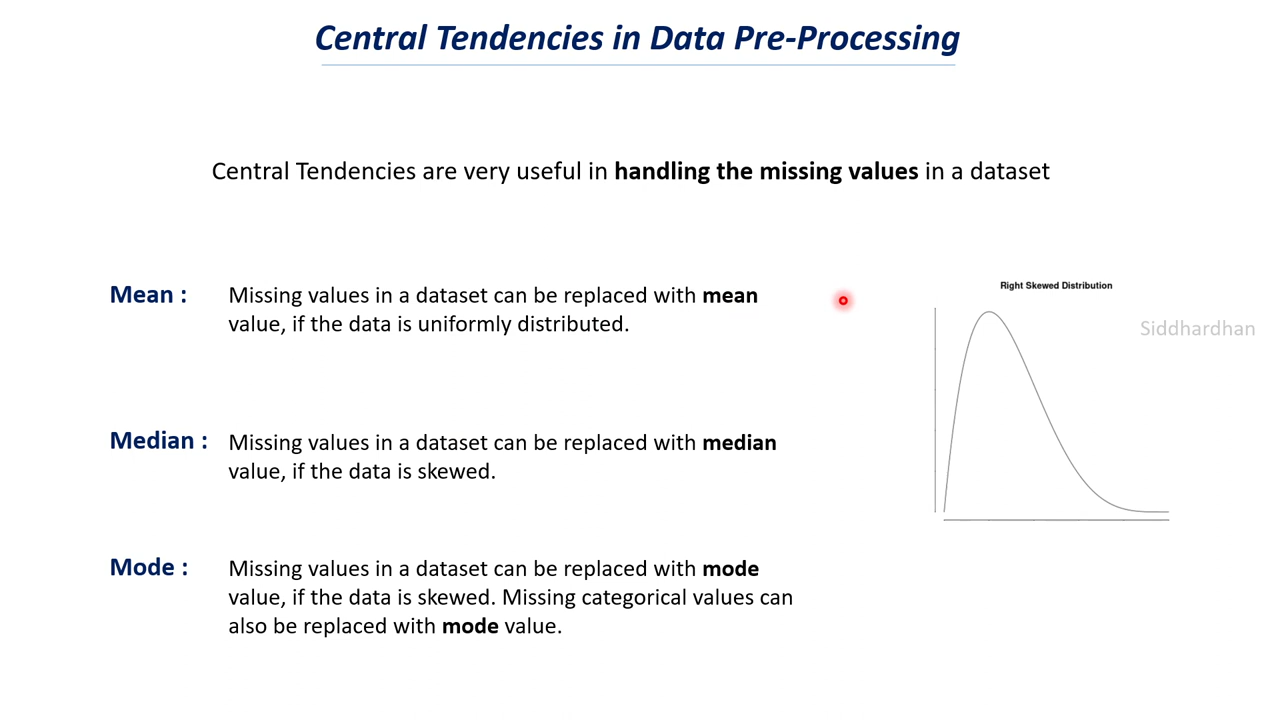 Central Tendencies in Data Pre-Processing
Central Tendencies are very useful in handling the missing values in a dataset
Mean : Missing values in a dataset can be replaced with mean
value, if the data is uniformly distributed.
Right Skewed Distribution
Siddhardhan
Median : Missing values in a dataset can be replaced with median
value, if the data is skewed.
Mode : Missing values in a dataset can be replaced with mode
value, if the data is skewed. Missing categorical values can
also be replaced with mode value.